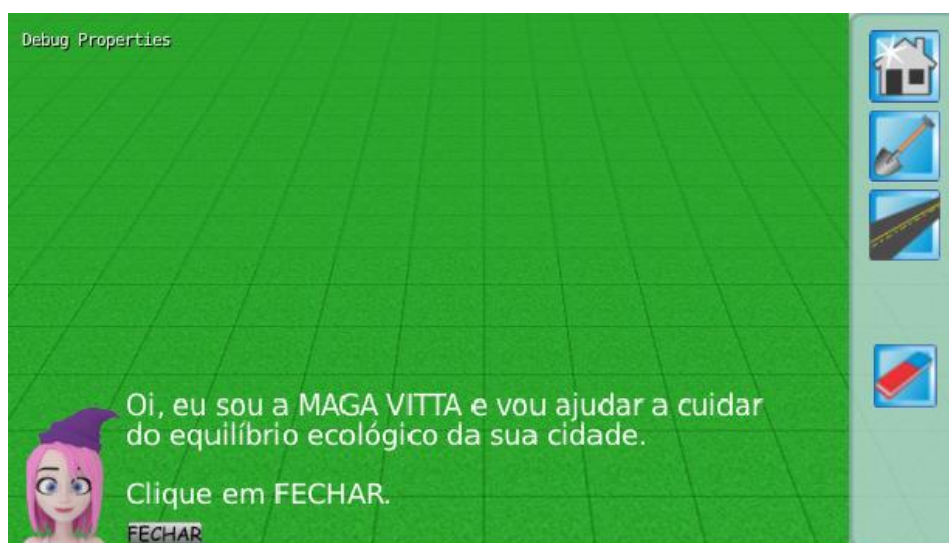 Debug Properties
Oi, eu sou a MAGA VITTA e vou ajudar a cuidar
do equilíbrio ecológico da sua cidade.
Clique em FECHAR.
FECHAR